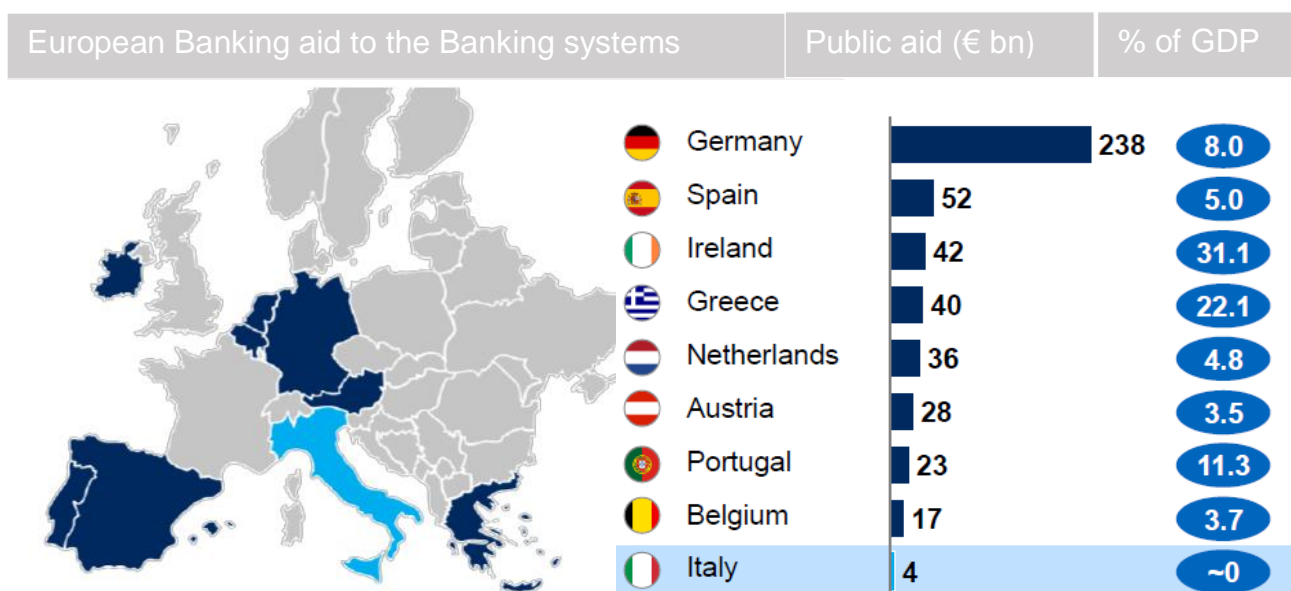 European Banking aid to the Banking systems Public aid (€ bn) % of GDP
Germany 238 8.0
Spain 52 5.0
Ireland 42 31.1
Greece 40 22.1
Netherlands 36 4.8
Austria 28 3.5
Portugal 23 11.3
Belgium 17 3.7
Italy 4 ~0